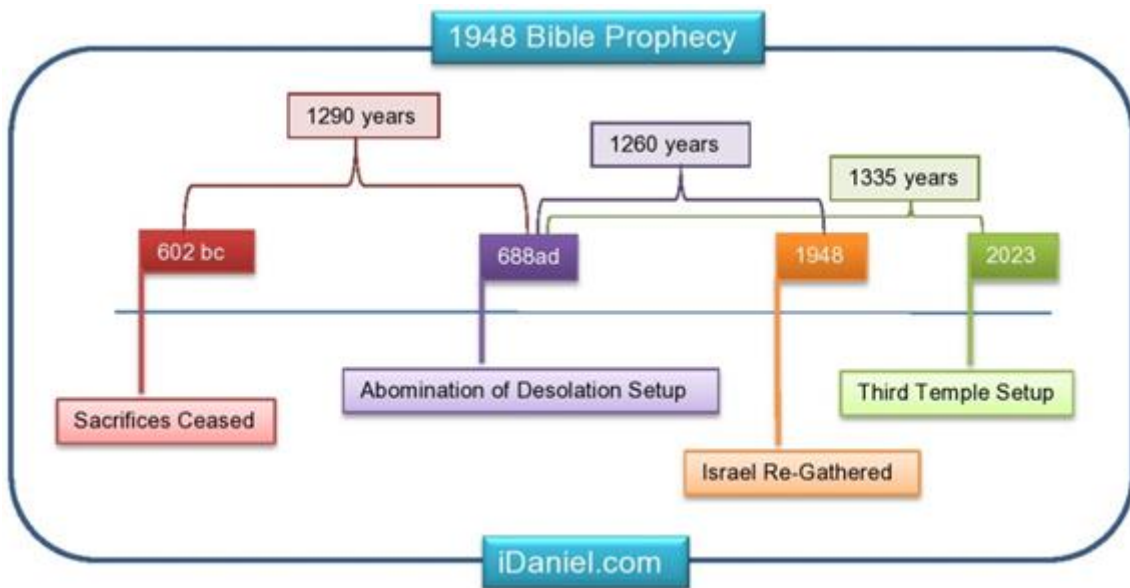 1948 Bible Prophecy
1290 years
1260 years
1335 years
602 bc
688ad
1948
2023
Sacrifices Ceased
Abomination of Desolation Setup
Third Temple Setup
Israel Re-Gathered
iDaniel.com